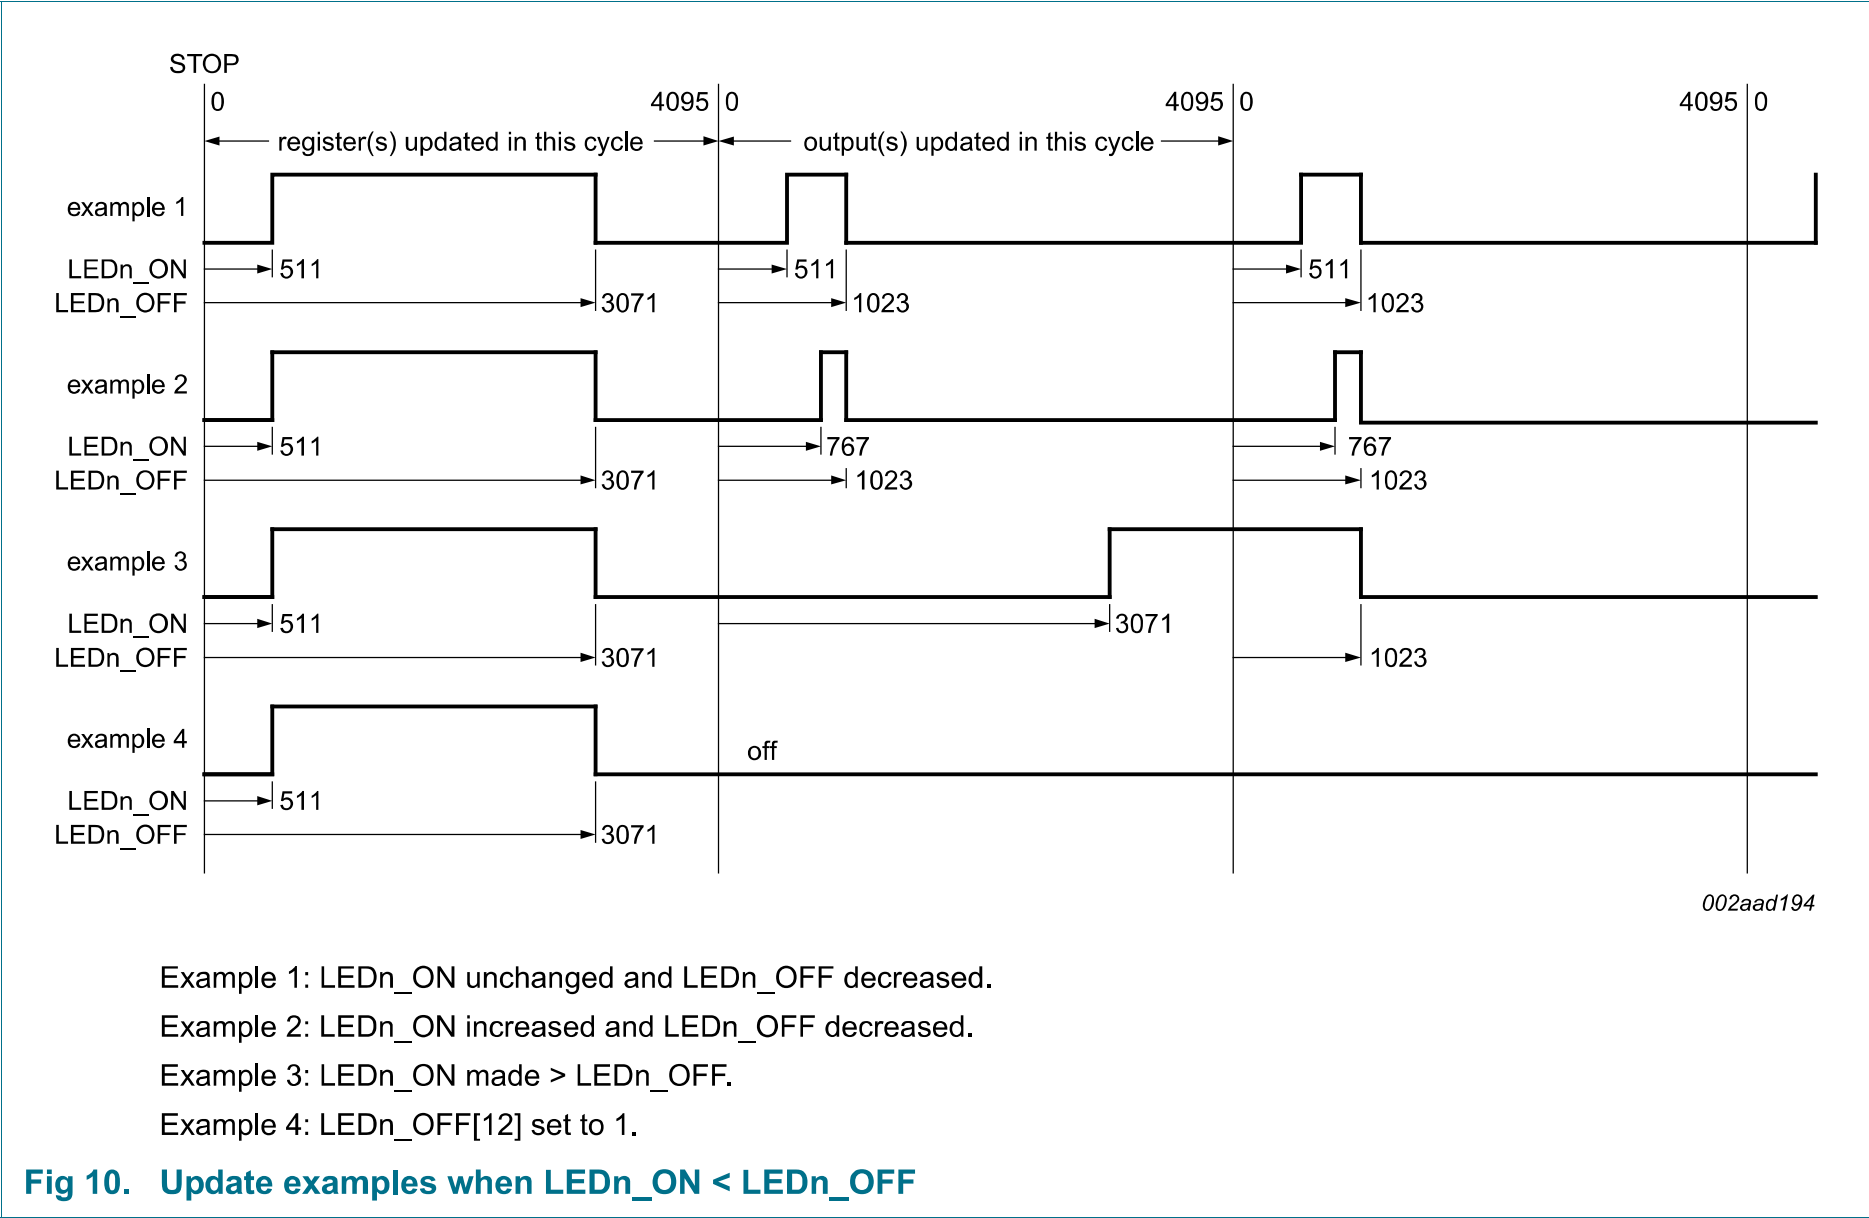 STOP
0 4095 0 4095 0 4095 0
register(s) updated in this cycle output(s) updated in this cycle
example 1
LEDn_ON 511 511 511
LEDn_OFF 3071 1023 1023
example 2
LEDn_ON 511 767 767
LEDn_OFF 3071 1023 1023
example 3
LEDn_ON 511 3071
LEDn_OFF 3071 1023
example 4 off
LEDn_ON 511
LEDn_OFF 3071
002aad194
Example 1: LEDn_ON unchanged and LEDn_OFF decreased.
Example 2: LEDn_ON increased and LEDn_OFF decreased.
Example 3: LEDn_ON made > LEDn_OFF.
Example 4: LEDn_OFF[12] set to 1.
Fig 10. Update examples when LEDn_ON < LEDn_OFF